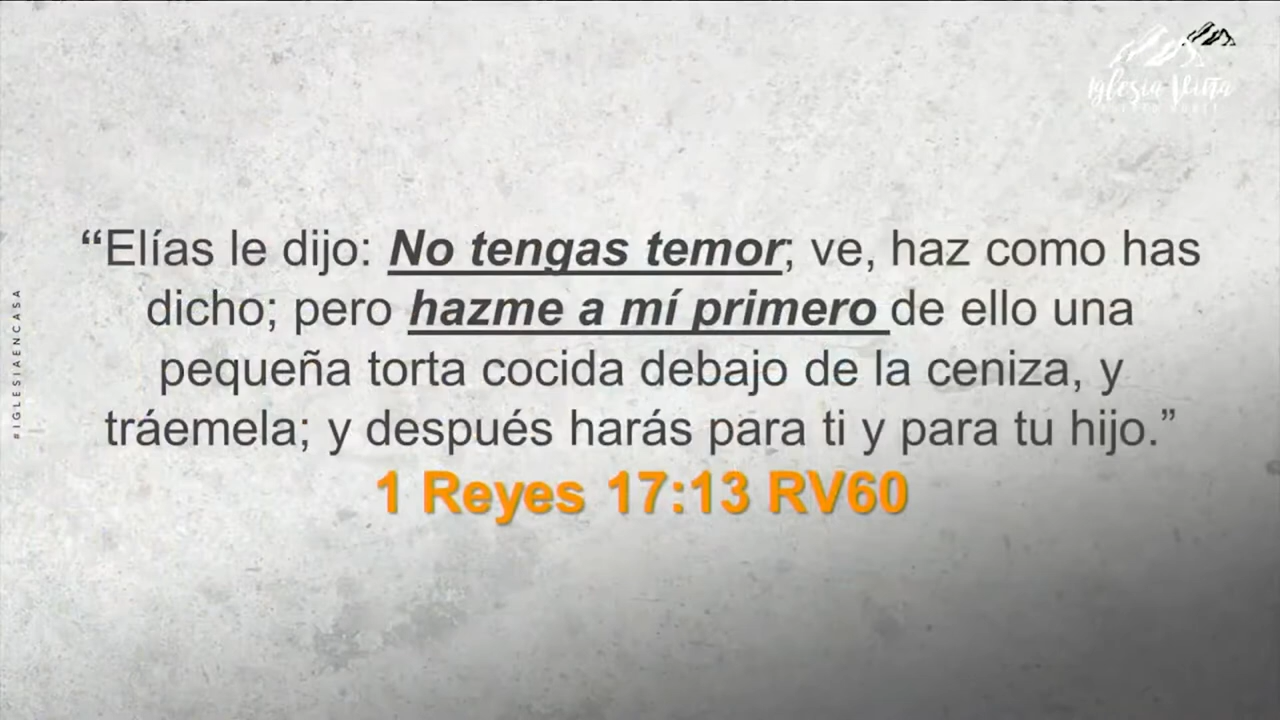 Iglesia Viña
#IGLESIAENCASA
“Elías le dijo: No tengas temor; ve, haz como has
dicho; pero hazme a mí primero de ello una
pequeña torta cocida debajo de la ceniza, y
tráemela; y después harás para ti y para tu hijo.”
1 Reyes 17:13 RV60